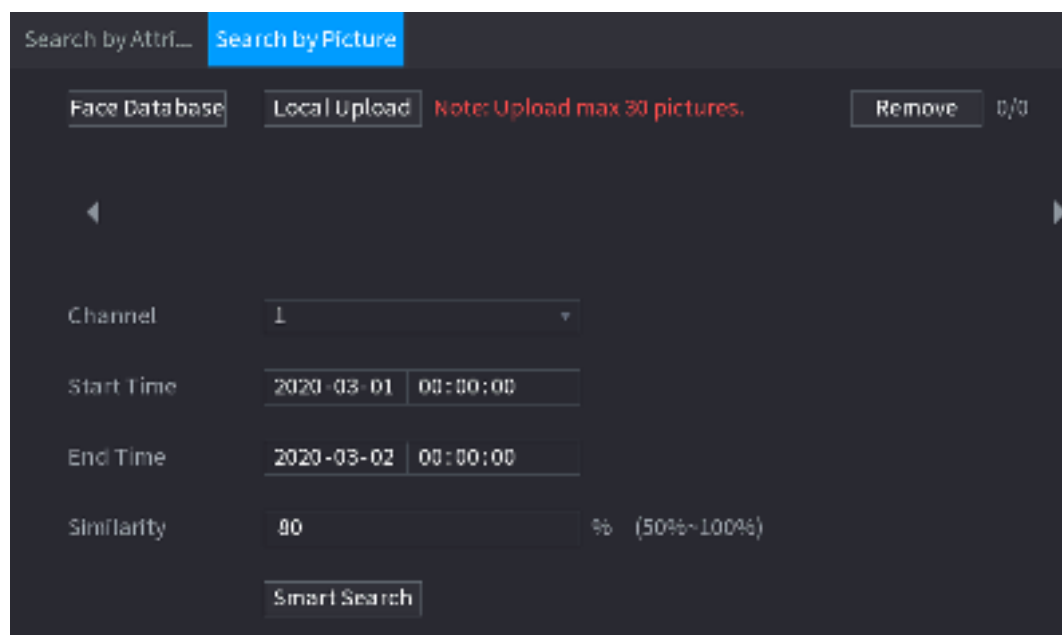 Search by Attri... Search by Picture
Face Database Local Upload Note: Upload max 30 pictures. Remove 0/0
Channel 1
Start Time 2020-03-01 00:00:00
End Time 2020-03-02 00:00:00
Similarity 80 % (50%~100%)
Smart Search